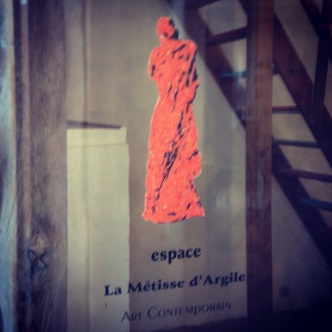 espace
La Métisse d'Argile
ART CONTEMPORAIN